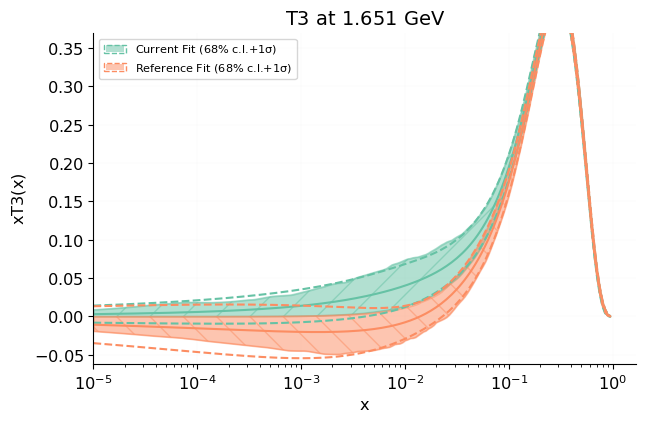 T3 at 1.651 GeV
Current Fit (68% c.l.+1σ)
Reference Fit (68% c.l.+1σ)
xT3(x)
0.35
0.30
0.25
0.20
0.15
0.10
0.05
0.00
−0.05
10⁻⁵ 10⁻⁴ 10⁻³ 10⁻² 10⁻¹ 10⁰
x